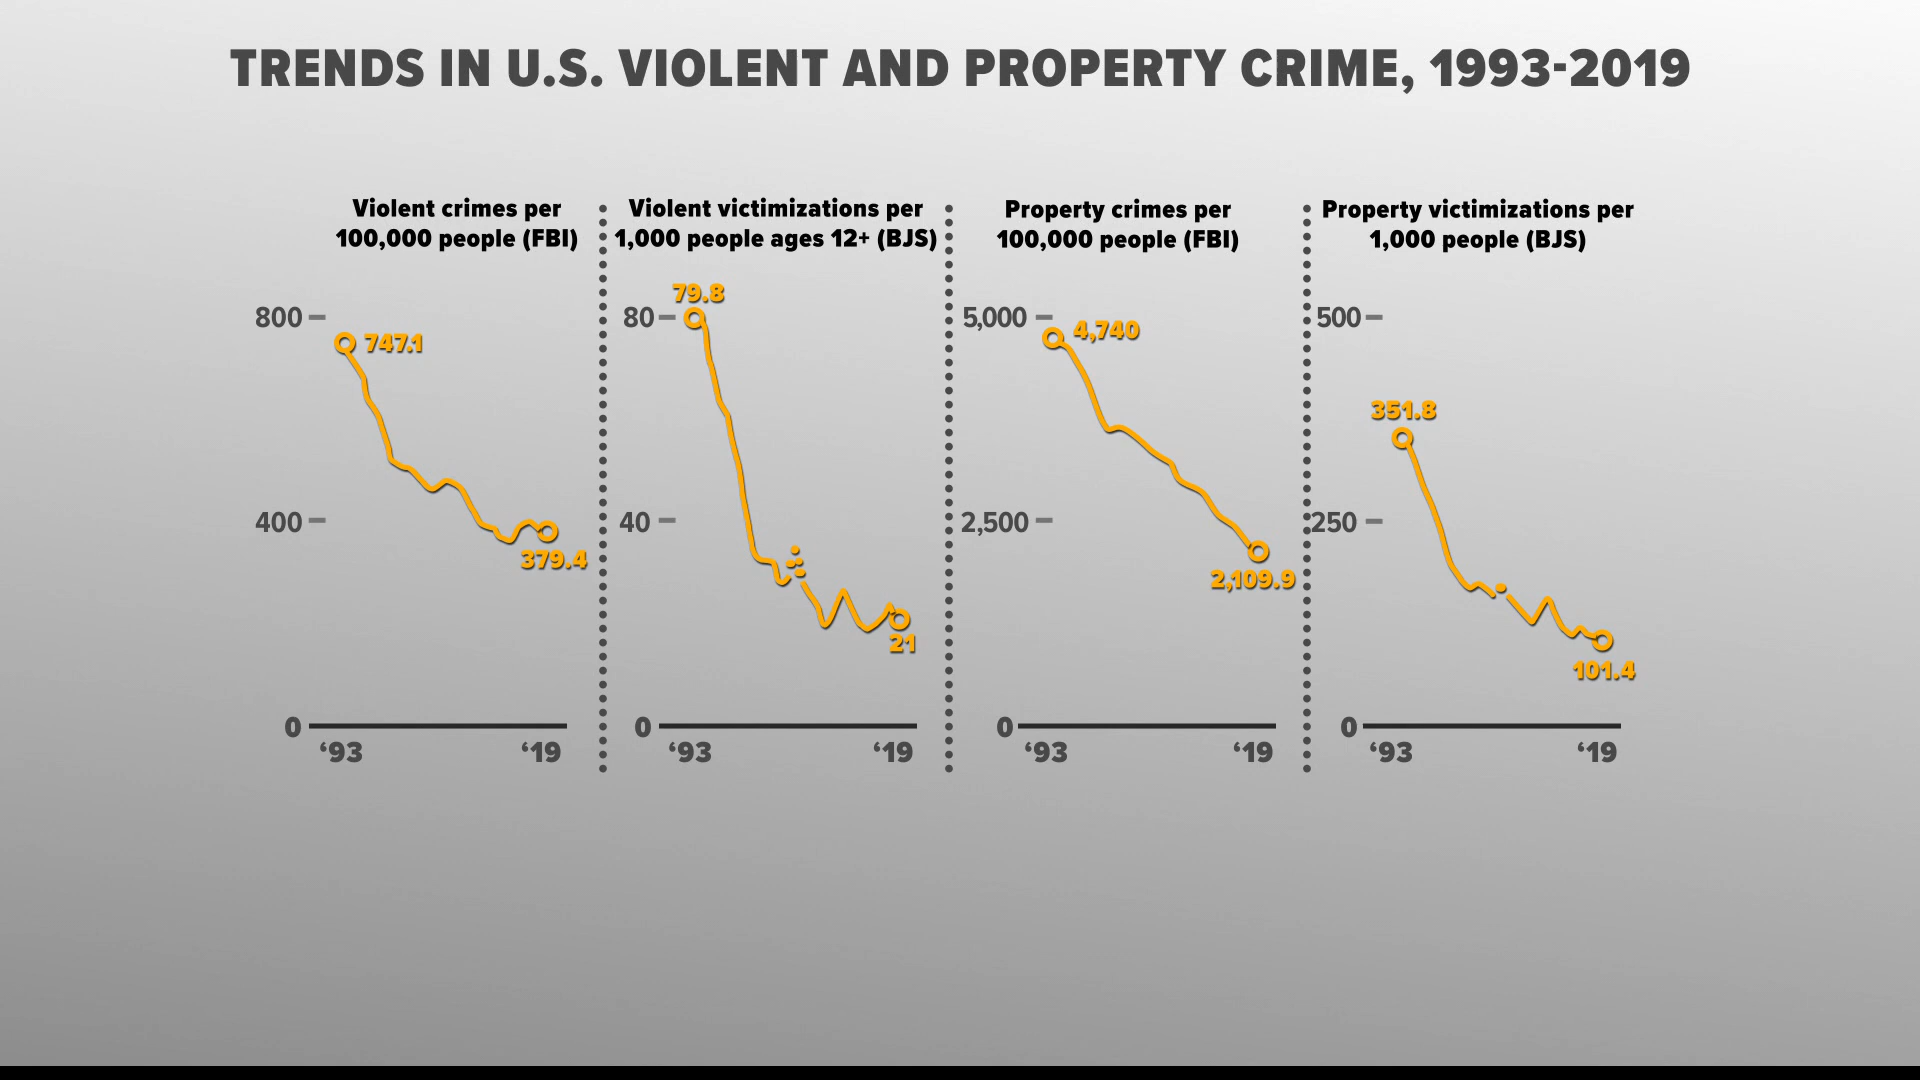 TRENDS IN U.S. VIOLENT AND PROPERTY CRIME, 1993-2019
Violent crimes per
100,000 people (FBI)
800
747.1
400
379.4
0
‘93 ‘19
Violent victimizations per
1,000 people ages 12+ (BJS)
79.8
80
40
21
0
‘93 ‘19
Property crimes per
100,000 people (FBI)
5,000
4,740
2,500
2,109.9
0
‘93 ‘19
Property victimizations per
1,000 people (BJS)
500
351.8
250
101.4
0
‘93 ‘19